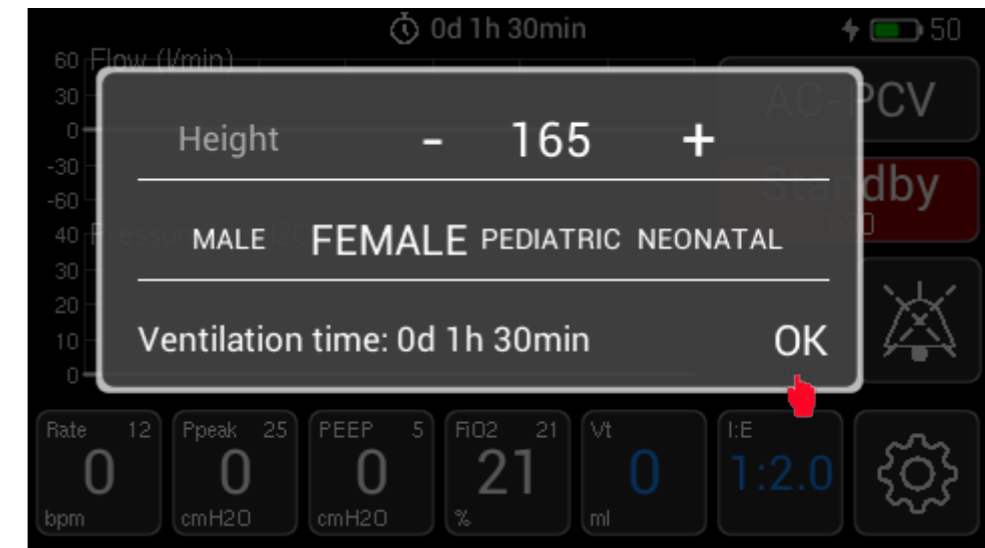 0d 1h 30min 50
60 Flow (l/min)
30
0
-30
-60
AC-PCV
Standby
1:20
Height - 165 +
MALE FEMALE PEDIATRIC NEONATAL
40
30
20
10
0
Ventilation time: 0d 1h 30min OK
Rate 12
0
bpm
Ppeak 25
0
cmH2O
PEEP 5
0
cmH2O
FiO2 21
21
%
Vt
0
ml
I:E
1:2.0